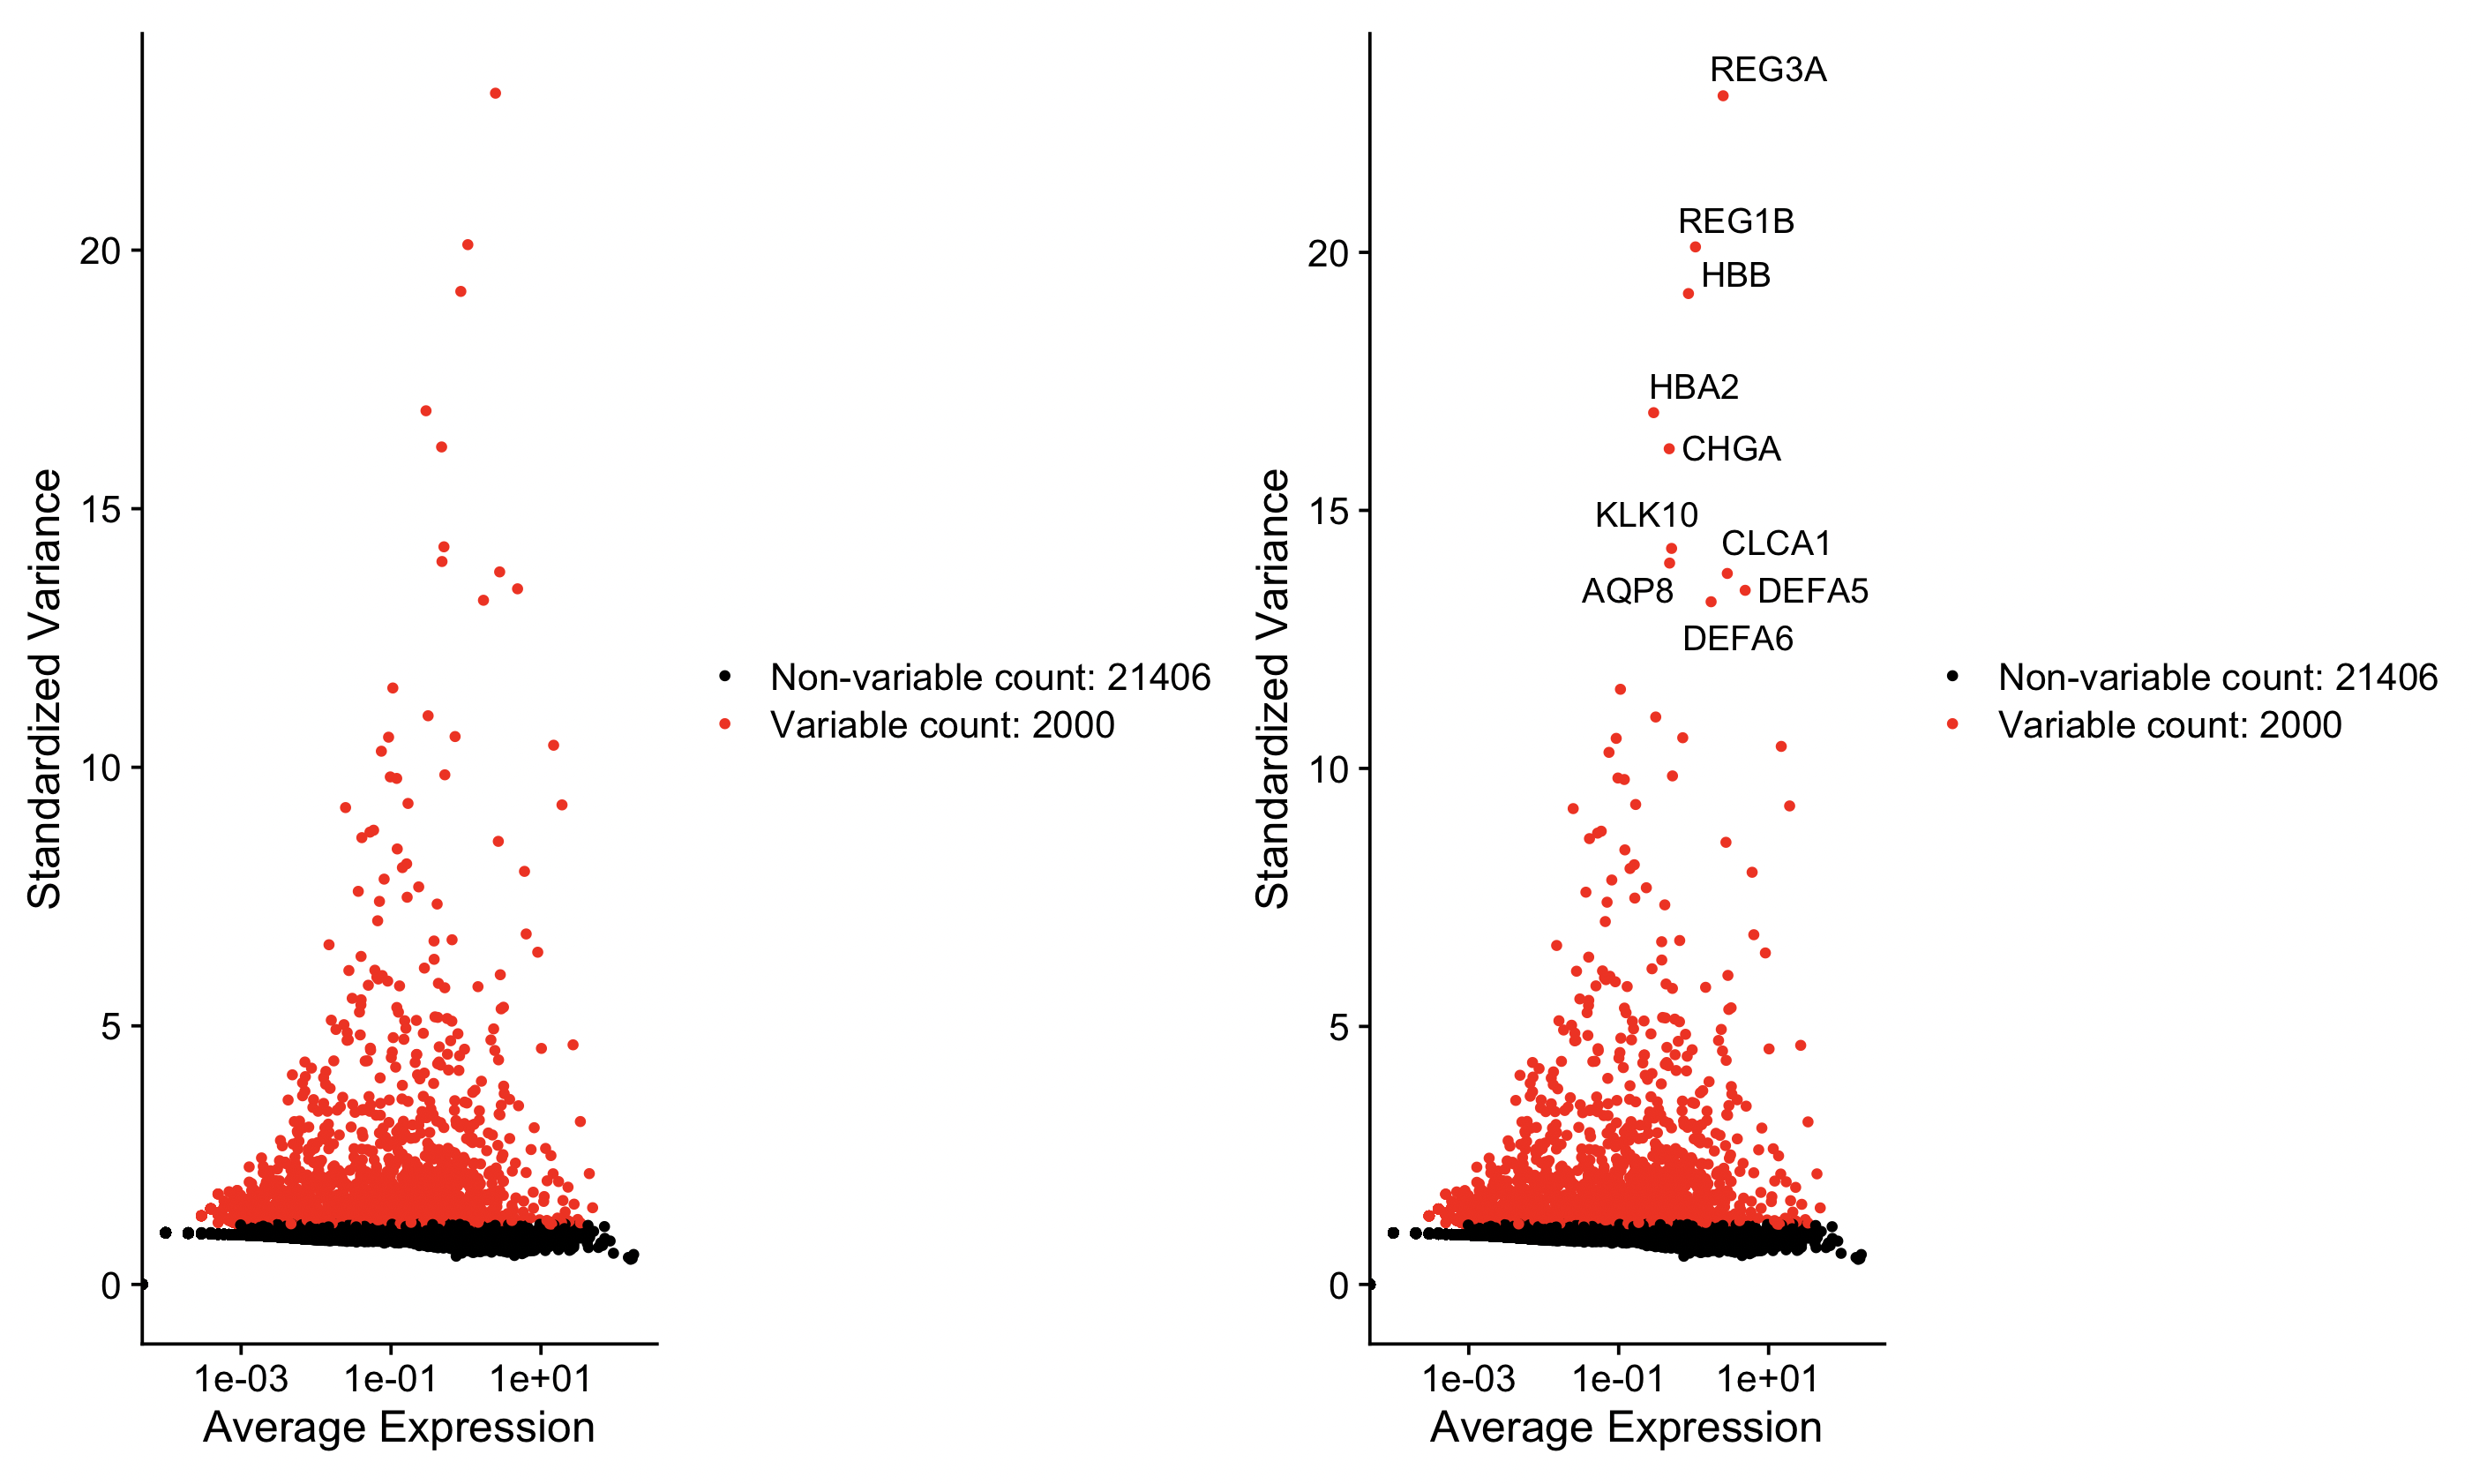 Standardized Variance
20
15
10
5
0
1e-03 1e-01 1e+01
Average Expression
Non-variable count: 21406
Variable count: 2000
Standardized Variance
20
15
10
5
0
REG3A
REG1B
HBB
HBA2
CHGA
KLK10
CLCA1
AQP8
DEFA5
DEFA6
1e-03 1e-01 1e+01
Average Expression
Non-variable count: 21406
Variable count: 2000